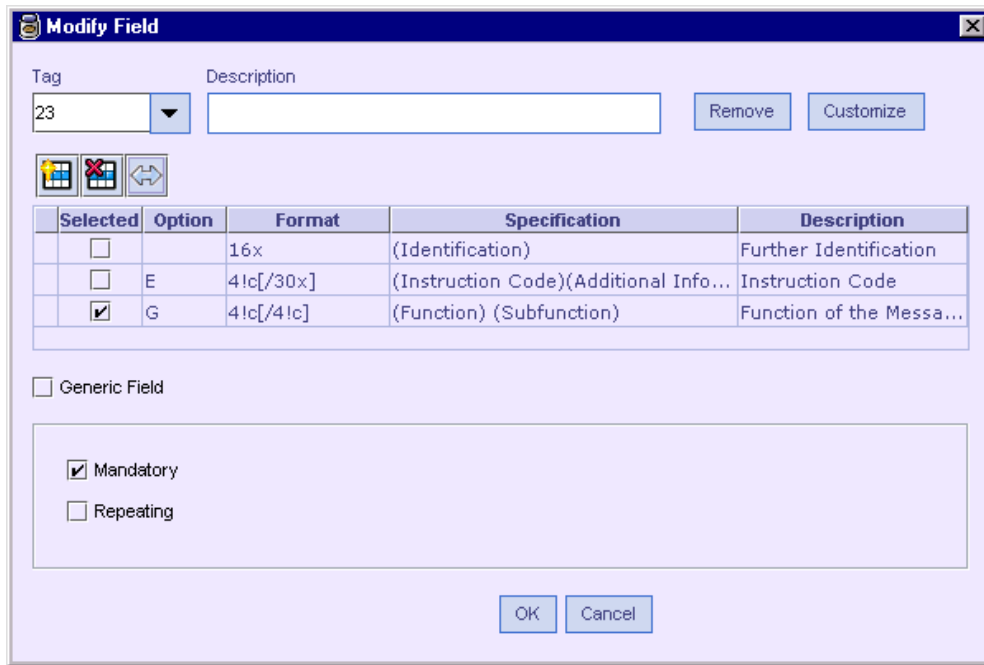 Modify Field
Tag Description
23 Remove Customize
Selected Option Format Specification Description
16x (Identification) Further Identification
E 4!c[/30x] (Instruction Code)(Additional Info... Instruction Code
G 4!c[/4!c] (Function) (Subfunction) Function of the Messa...
Generic Field
Mandatory
Repeating
OK Cancel